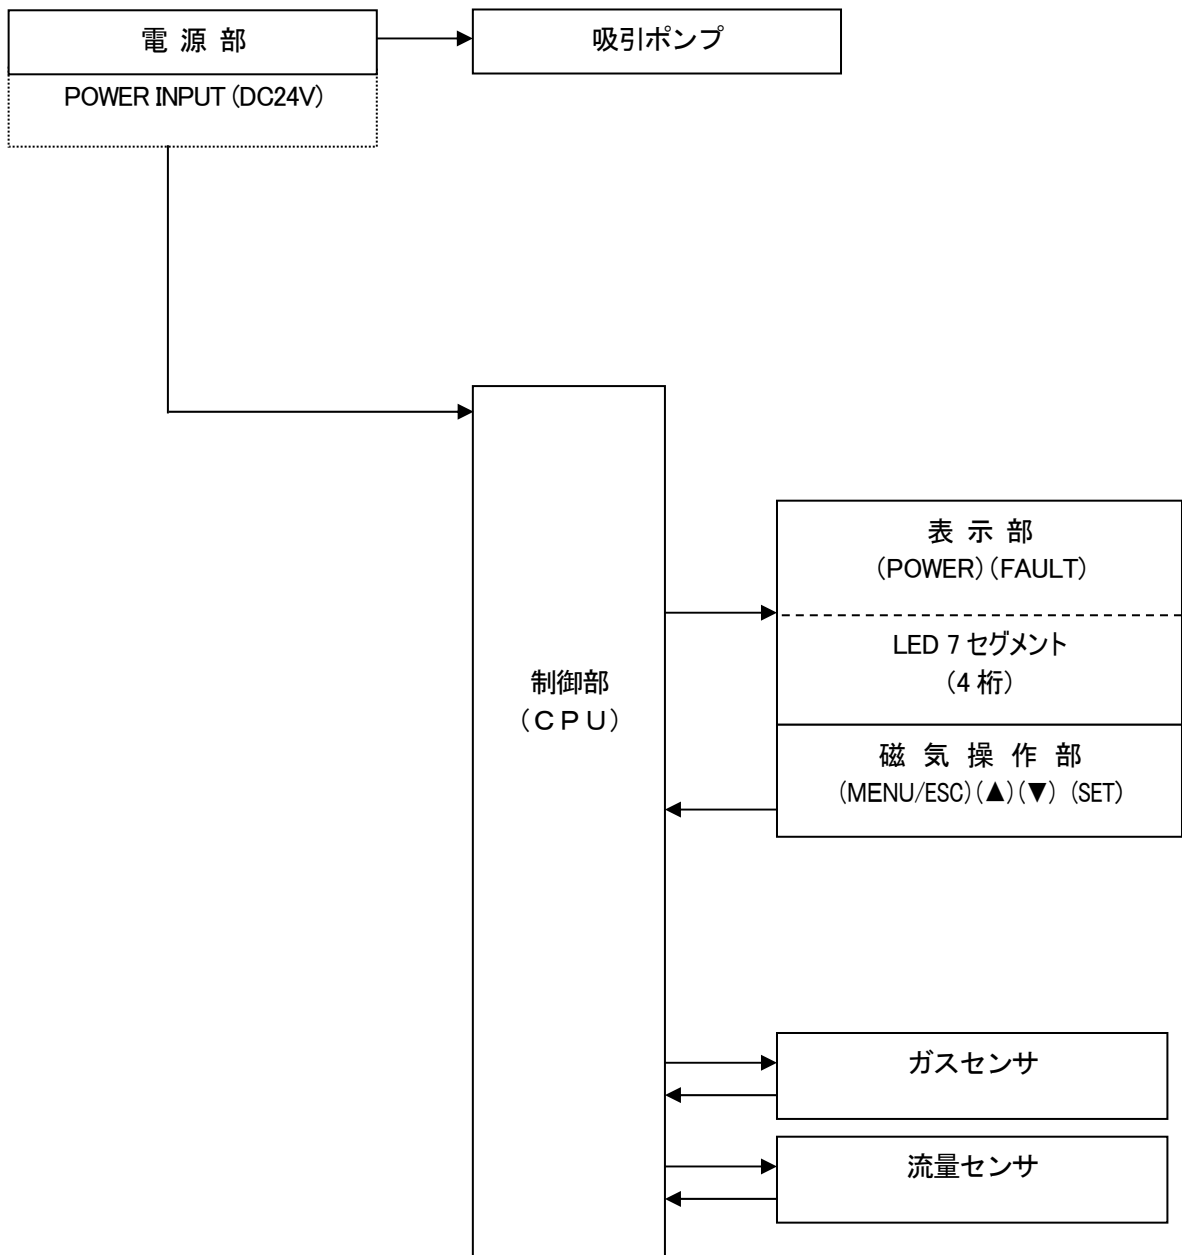 電 源 部
吸引ポンプ
POWER INPUT (DC24V)
表 示 部
(POWER) (FAULT)
LED 7 セグメント
(4 桁)
制御部
(ＣＰＵ)
磁 気 操 作 部
(MENU/ESC) (▲) (▼) (SET)
ガスセンサ
流量センサ